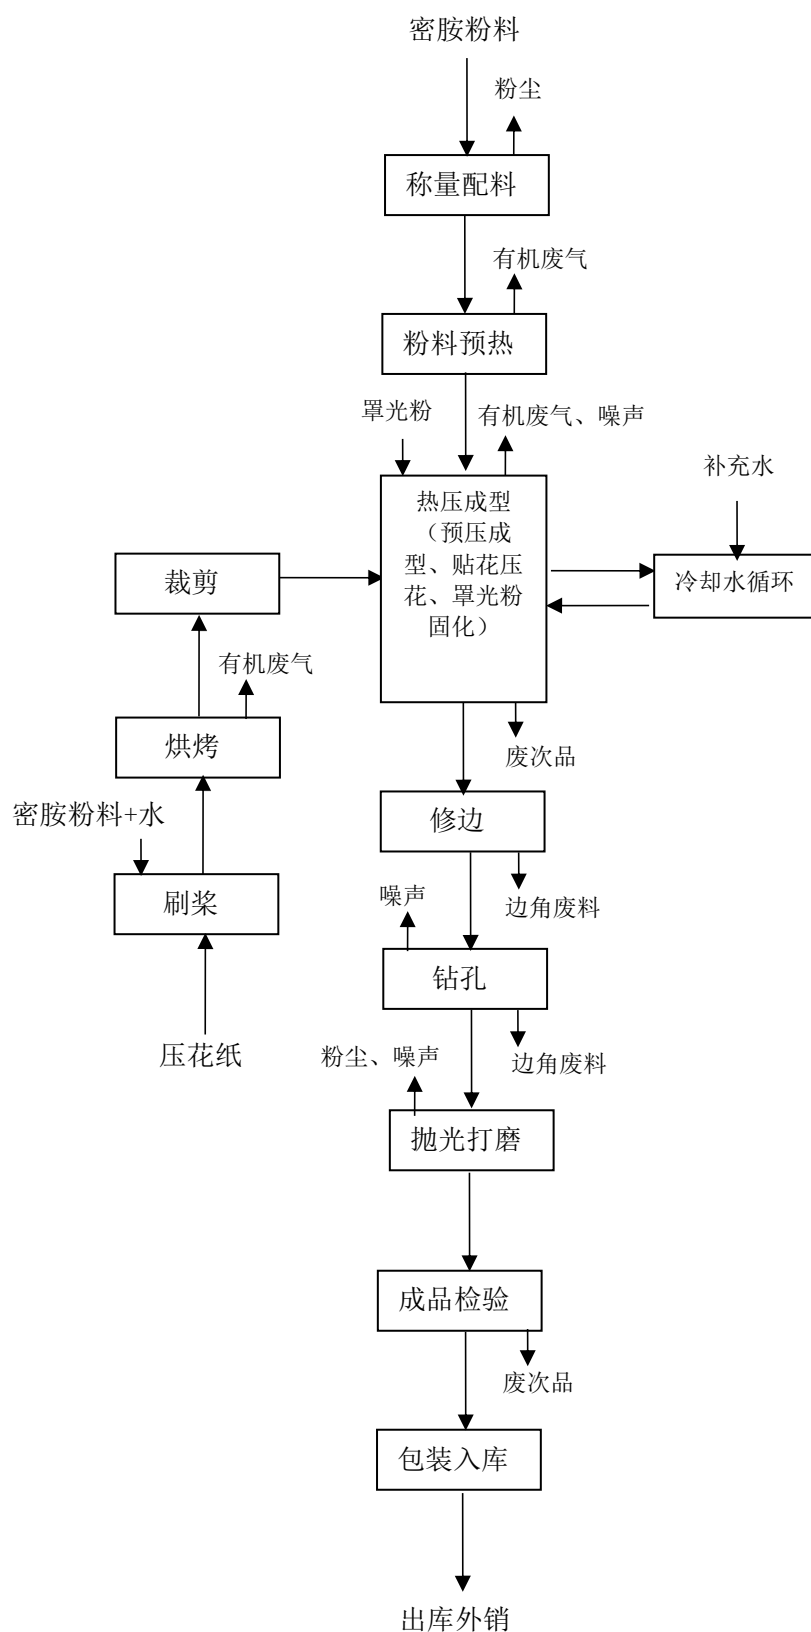 密胺粉料
粉尘
称量配料
有机废气
粉料预热
罩光粉
有机废气、噪声
补充水
热压成型
（预压成
型、贴花压
花、罩光粉
固化）
裁剪
冷却水循环
有机废气
烘烤
废次品
密胺粉料+水
修边
刷桨
噪声
边角废料
钻孔
压花纸
粉尘、噪声
边角废料
抛光打磨
成品检验
废次品
包装入库
出库外销